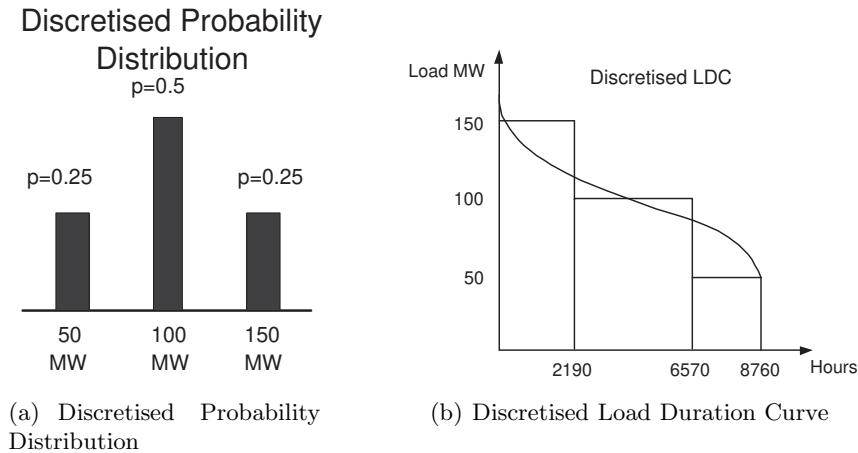 Discretised Probability
Distribution
p=0.5
p=0.25
p=0.25
50
MW
100
MW
150
MW
(a) Discretised Probability
Distribution
Load MW
Discretised LDC
150
100
50
2190
6570
8760
Hours
(b) Discretised Load Duration Curve